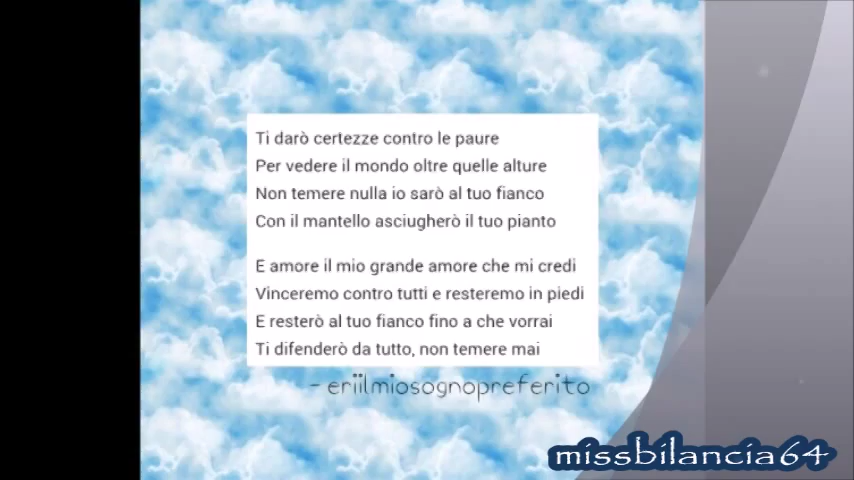 Ti darò certezze contro le paure
Per vedere il mondo oltre quelle alture
Non temere nulla io sarò al tuo fianco
Con il mantello asciugherò il tuo pianto
E amore il mio grande amore che mi credi
Vinceremo contro tutti e resteremo in piedi
E resterò al tuo fianco fino a che vorrai
Ti difenderò da tutto, non temere mai
- eriilmiosognopreferito
missbilancia64